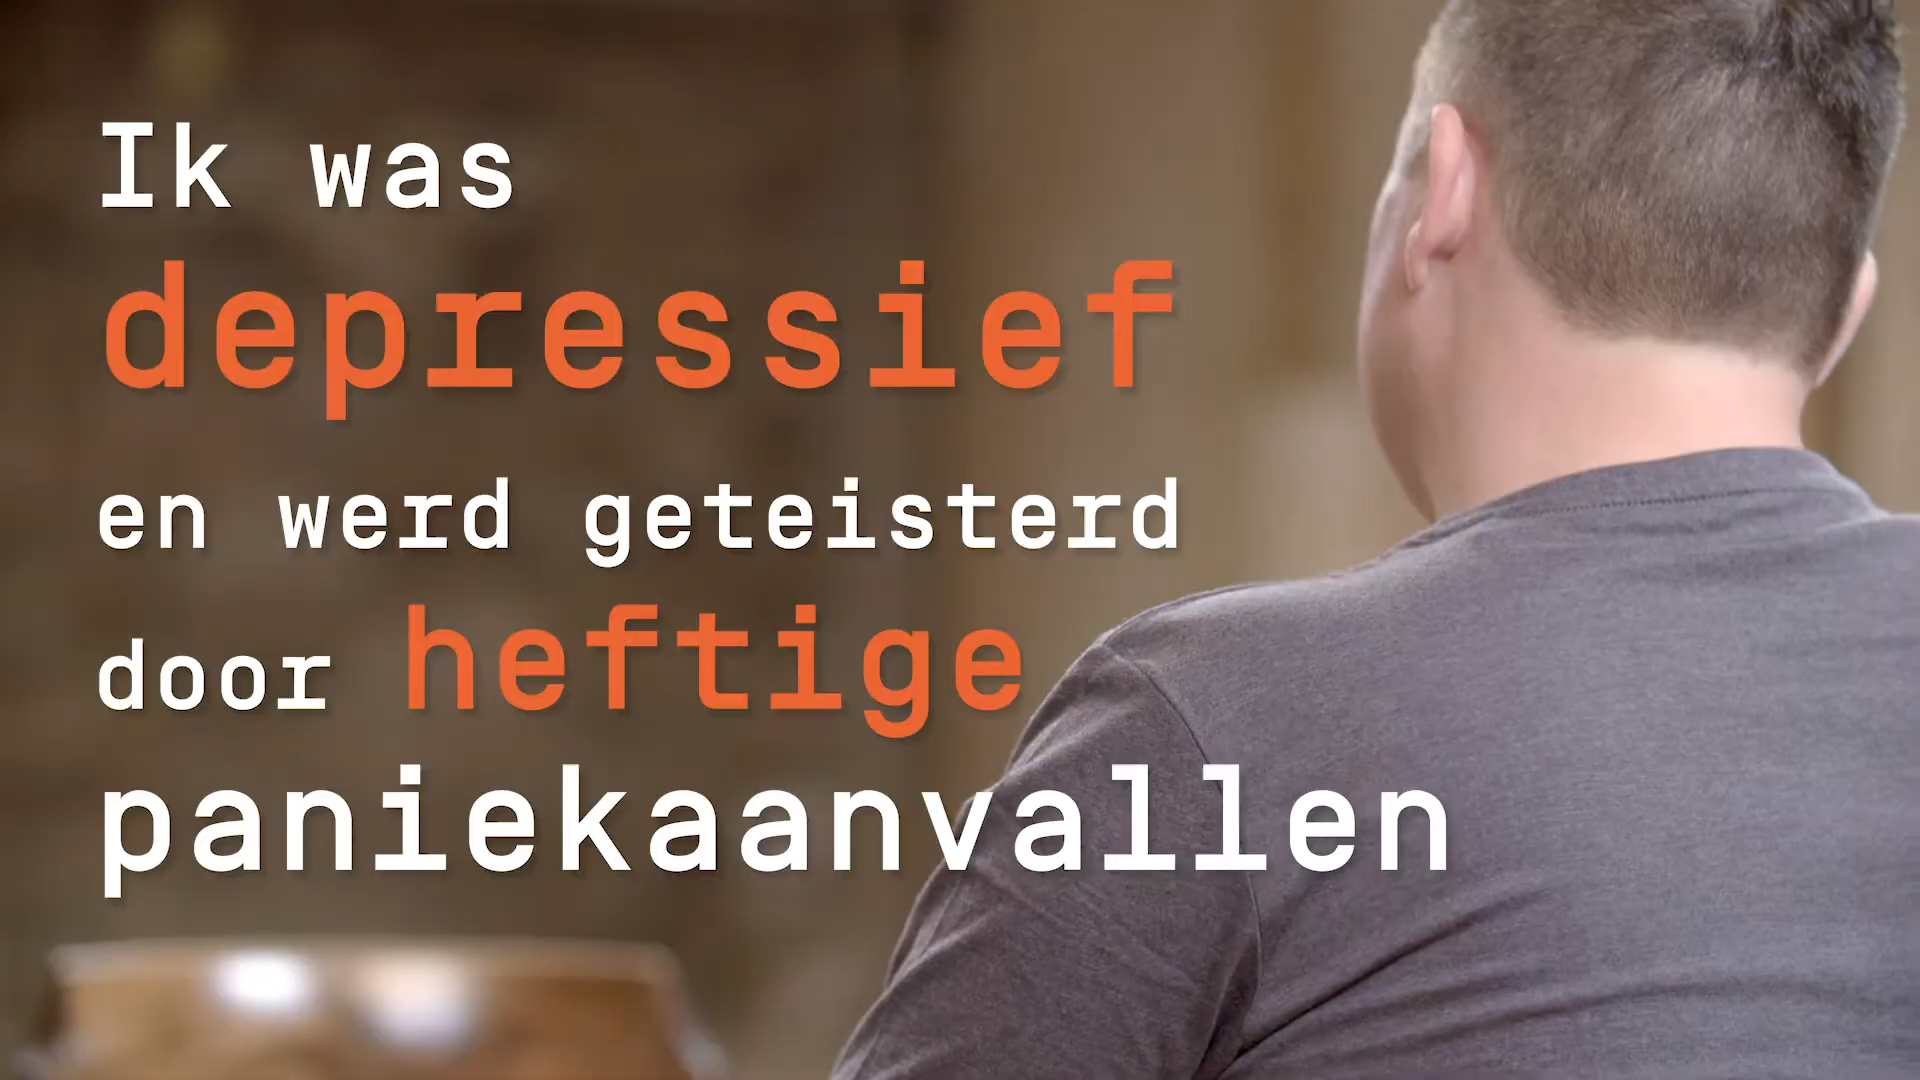 Ik was
depressief
en werd geteisterd
door heftige
paniekaanvallen